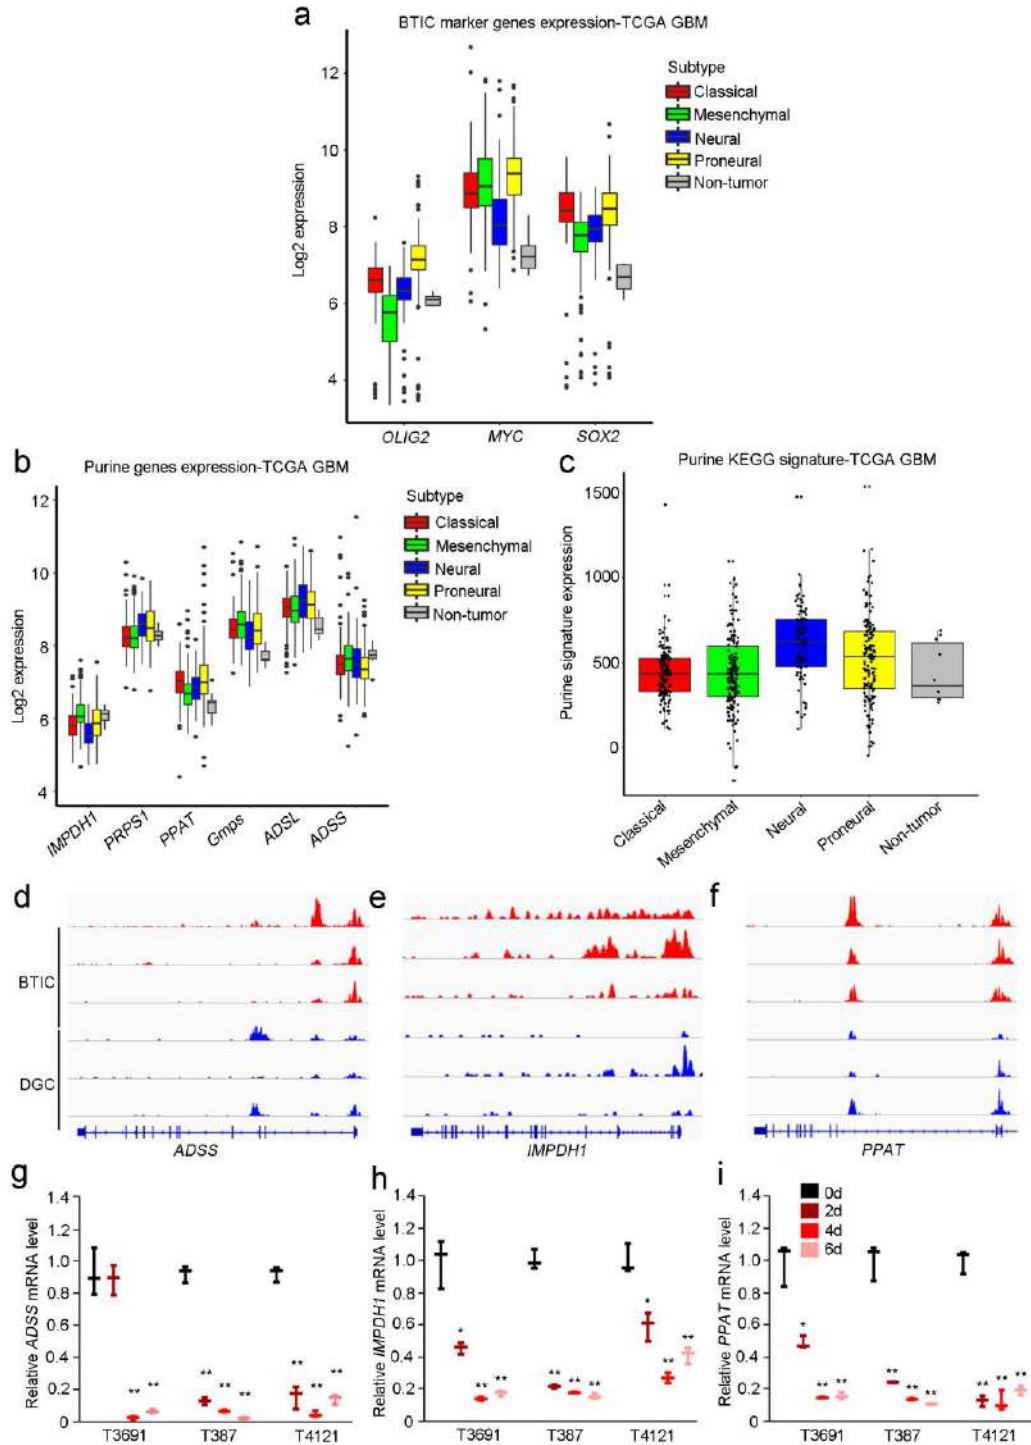 a
BTIC marker genes expression-TCGA GBM
Log2 expression
12
10
8
6
4
OLIG2 MYC SOX2
Subtype
Classical
Mesenchymal
Neural
Proneural
Non-tumor
b
Purine genes expression-TCGA GBM
Log2 expression
12
10
8
6
4
IMPDH1 PRPS1 PPAT Gmps ADSL ADSS
Subtype
Classical
Mesenchymal
Neural
Proneural
Non-tumor
c
Purine KEGG signature-TCGA GBM
Purine signature expression
1500
1000
500
0
Classical Mesenchymal Neural Proneural Non-tumor
d
BTIC
DGC
ADSS
e
IMPDH1
f
PPAT
g
Relative ADSS mRNA level
1.4
1.2
1.0
0.8
0.6
0.4
0.2
0
** ** ** ** ** ** ** **
T3691 T387 T4121
h
Relative IMPDH1 mRNA level
1.4
1.2
1.0
0.8
0.6
0.4
0.2
0
* ** ** ** ** ** * ** **
T3691 T387 T4121
i
Relative PPAT mRNA level
1.4
1.2
1.0
0.8
0.6
0.4
0.2
0
0d
2d
4d
6d
* ** ** ** ** ** ** ** **
T3691 T387 T4121